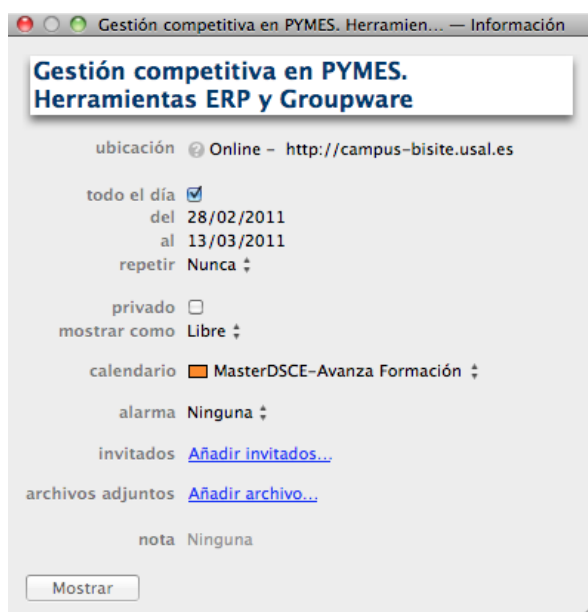 Gestión competitiva en PYMES. Herramien... — Información
Gestión competitiva en PYMES.
Herramientas ERP y Groupware
ubicación ? Online - http://campus-bisite.usal.es
todo el día
del 28/02/2011
al 13/03/2011
repetir Nunca
privado
mostrar como Libre
calendario MasterDSCE-Avanza Formación
alarma Ninguna
invitados Añadir invitados...
archivos adjuntos Añadir archivo...
nota Ninguna
Mostrar